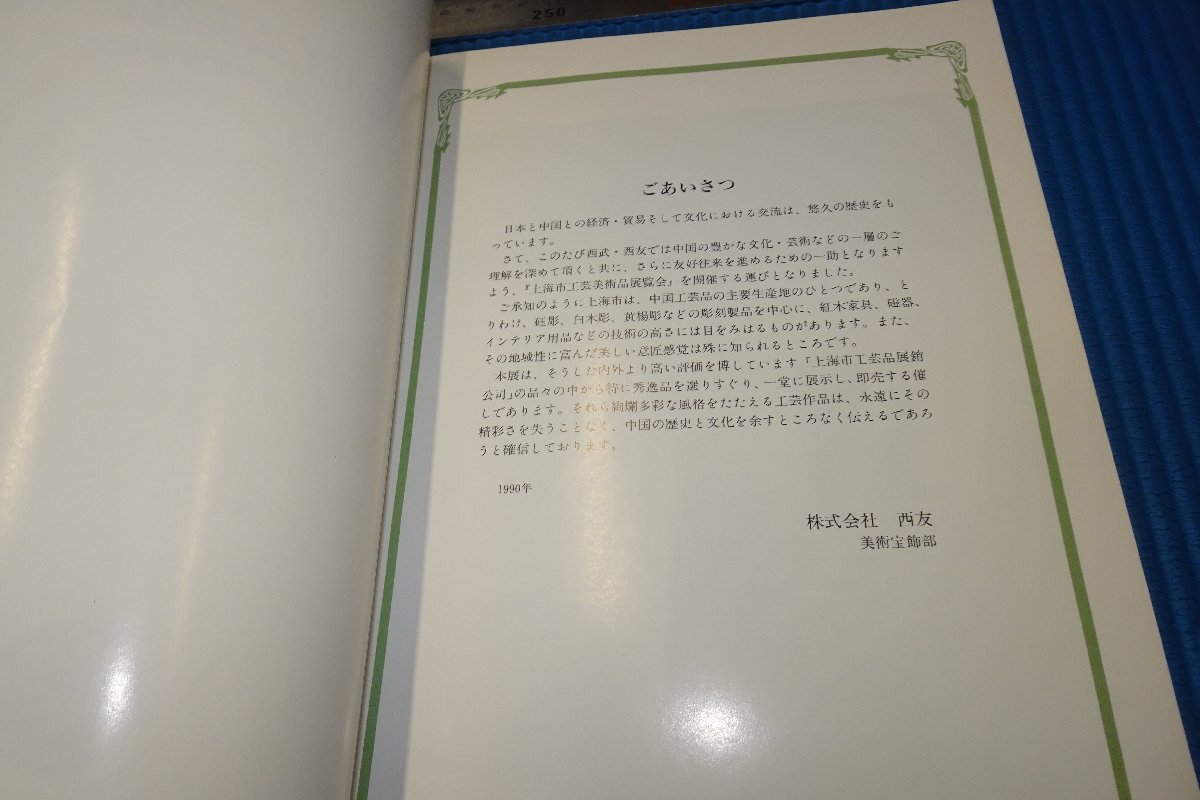 250
ごあいさつ
日本と中国との経済・貿易そして文化における交流は、悠久の歴史をも
っています。
さて、このたび西武・西友では中国の豊かな文化・芸術などの一層のご
理解を深めて頂くと共に、さらに友好往来を進めるための一助となります
よう、『上海市工芸美術品展覧会』を開催する運びとなりました。
ご承知のように上海市は、中国工芸品の主要生産地のひとつであり、と
りわけ、玉彫、白木彫、黄楊彫などの彫刻製品を中心に、紅木家具、磁器、
インテリア用品などの技術の高さには目をみはるものがあります。また、
その地域性に富んだ美しい意匠感覚は殊に知られるところです。
本展は、そうした内外より高い評価を博しています「上海市工芸品展銷
公司」の品々の中から特に秀逸品を選りすぐり、一堂に展示し、即売する催
しであります。それら絢爛多彩な風格をたたえる工芸作品は、永遠にその
精彩さを失うことなく、中国の歴史と文化を余すところなく伝えるであろ
うと確信しております。
1990年
株式会社 西友
美術宝飾部